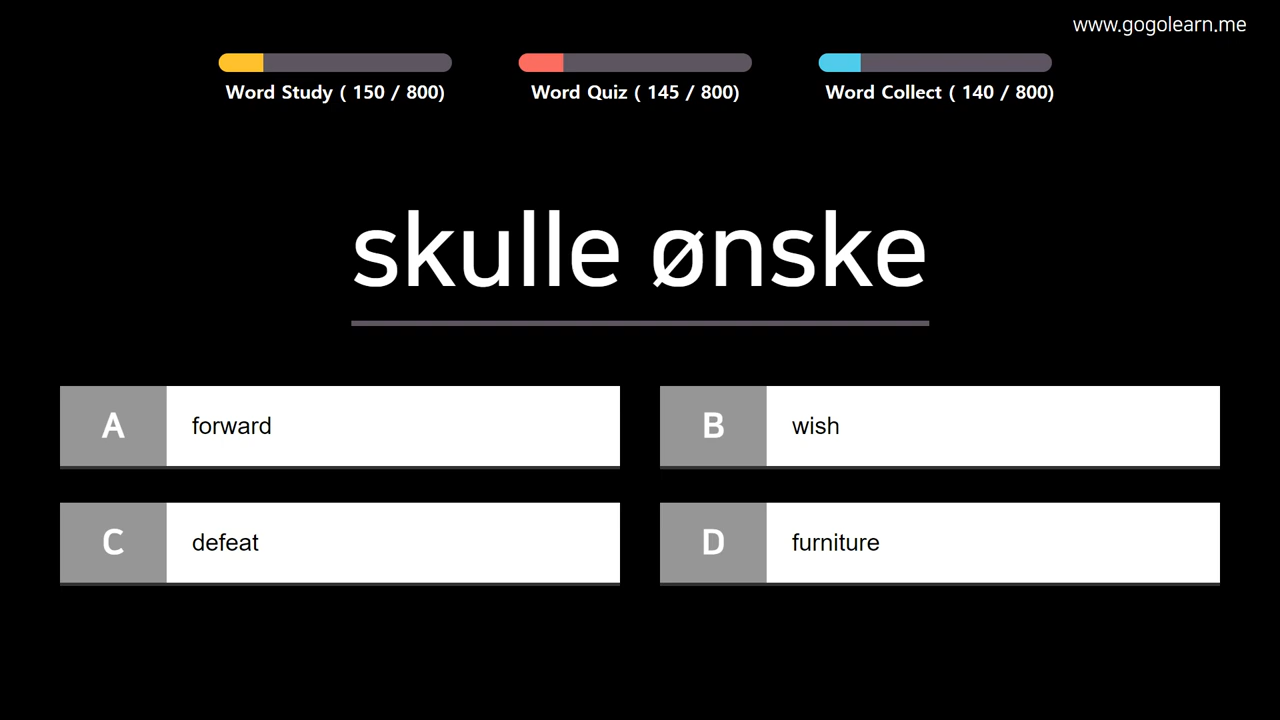 www.gogolearn.me
Word Study ( 150 / 800)
Word Quiz ( 145 / 800)
Word Collect ( 140 / 800)
skulle ønske
A forward
B wish
C defeat
D furniture